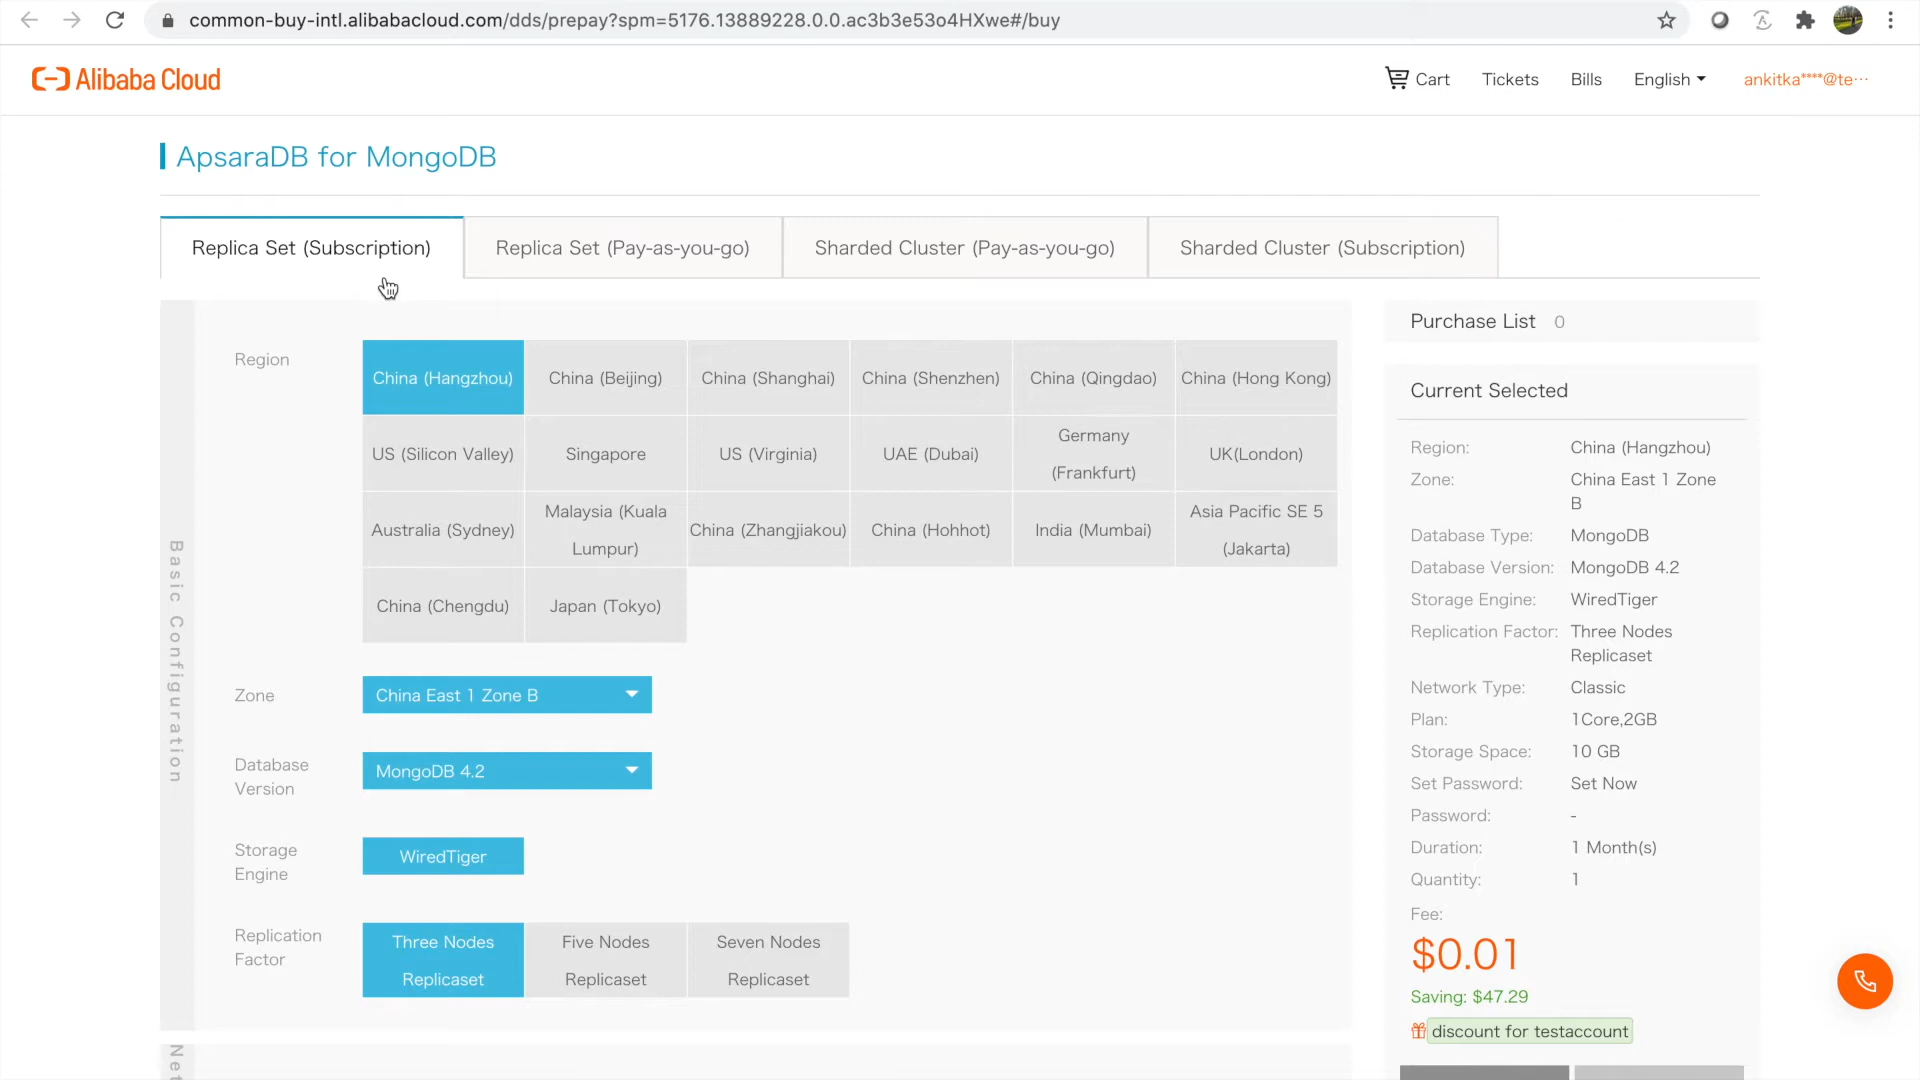 common-buy-intl.alibabacloud.com/dds/prepay?spm=5176.13889228.0.0.ac3b3e53o4HXwe#/buy
Alibaba Cloud
Cart
Tickets
Bills
English
ankitka****@te···
ApsaraDB for MongoDB
Replica Set (Subscription)
Replica Set (Pay-as-you-go)
Sharded Cluster (Pay-as-you-go)
Sharded Cluster (Subscription)
Basic Configuration
Region
China (Hangzhou)
China (Beijing)
China (Shanghai)
China (Shenzhen)
China (Qingdao)
China (Hong Kong)
US (Silicon Valley)
Singapore
US (Virginia)
UAE (Dubai)
Germany
(Frankfurt)
UK(London)
Australia (Sydney)
Malaysia (Kuala
Lumpur)
China (Zhangjiakou)
China (Hohhot)
India (Mumbai)
Asia Pacific SE 5
(Jakarta)
China (Chengdu)
Japan (Tokyo)
Zone
China East 1 Zone B
Database
Version
MongoDB 4.2
Storage
Engine
WiredTiger
Replication
Factor
Three Nodes
Replicaset
Five Nodes
Replicaset
Seven Nodes
Replicaset
Net
Purchase List 0
Current Selected
Region: China (Hangzhou)
Zone: China East 1 Zone
B
Database Type: MongoDB
Database Version: MongoDB 4.2
Storage Engine: WiredTiger
Replication Factor: Three Nodes
Replicaset
Network Type: Classic
Plan: 1Core,2GB
Storage Space: 10 GB
Set Password: Set Now
Password: -
Duration: 1 Month(s)
Quantity: 1
Fee:
$0.01
Saving: $47.29
discount for testaccount